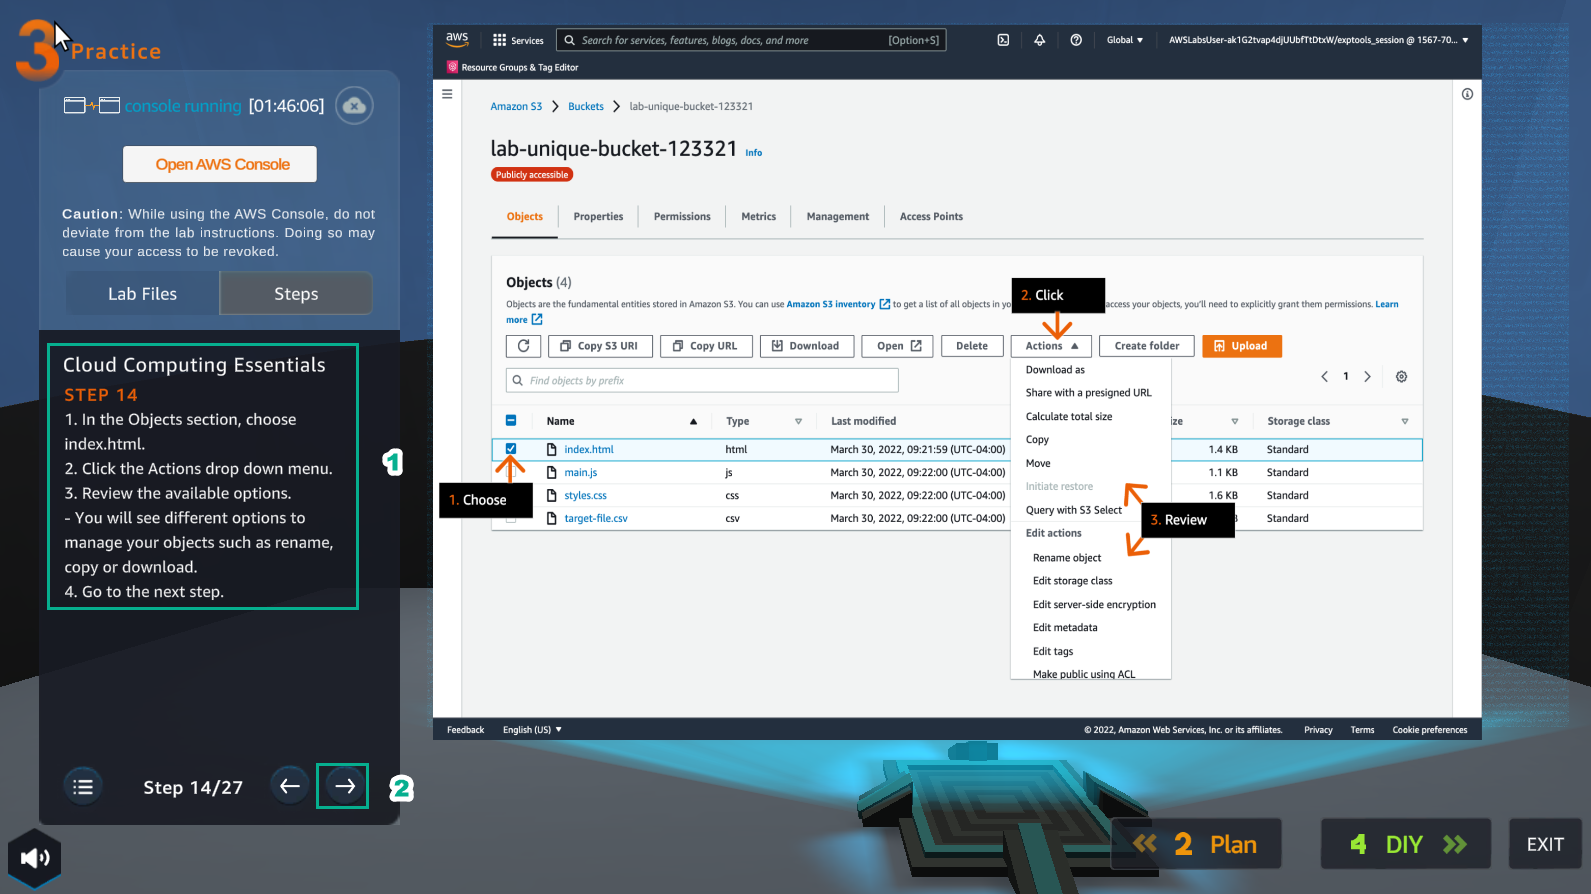 3 Practice
console running [01:46:06]
Open AWS Console
Caution: While using the AWS Console, do not
deviate from the lab instructions. Doing so may
cause your access to be revoked.
Lab Files
Steps
Cloud Computing Essentials
STEP 14
1. In the Objects section, choose
index.html.
2. Click the Actions drop down menu.
3. Review the available options.
- You will see different options to
manage your objects such as rename,
copy or download.
4. Go to the next step.
1
Step 14/27
2
aws
Services
Search for services, features, blogs, docs, and more
[Option+S]
Global
AWSLabsUser-ak1G2tvap4djUUbfTtDtxW/exptools_session @ 1567-70...
Resource Groups & Tag Editor
Amazon S3
Buckets
lab-unique-bucket-123321
lab-unique-bucket-123321 Info
Publicly accessible
Objects
Properties
Permissions
Metrics
Management
Access Points
Objects (4)
2. Click
Objects are the fundamental entities stored in Amazon S3. You can use Amazon S3 inventory to get a list of all objects in access your objects, you'll need to explicitly grant them permissions. Learn
more
Copy S3 URI
Copy URL
Download
Open
Delete
Actions
Create folder
Upload
Find objects by prefix
1
Name
Type
Last modified
Storage class
index.html html March 30, 2022, 09:21:59 (UTC-04:00) 1.4 KB Standard
main.js js March 30, 2022, 09:22:00 (UTC-04:00) 1.1 KB Standard
styles.css css March 30, 2022, 09:22:00 (UTC-04:00) 1.6 KB Standard
target-file.csv csv March 30, 2022, 09:22:00 (UTC-04:00) Standard
1. Choose
Download as
Share with a presigned URL
Calculate total size
Copy
Move
Initiate restore
Query with S3 Select
Edit actions
Rename object
Edit storage class
Edit server-side encryption
Edit metadata
Edit tags
Make public using ACL
3. Review
Feedback
English (US)
© 2022, Amazon Web Services, Inc. or its affiliates.
Privacy
Terms
Cookie preferences
2 Plan
4 DIY
EXIT